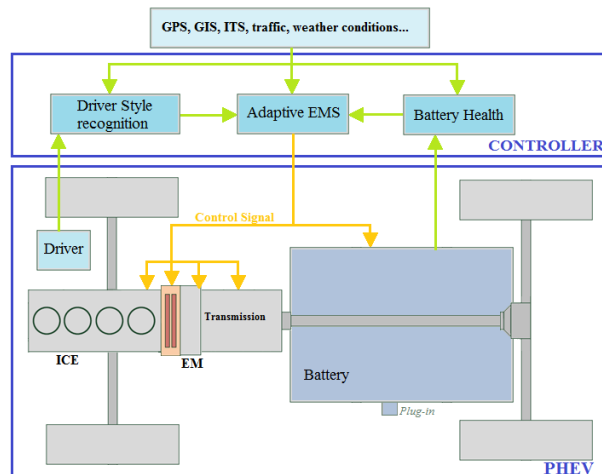 GPS, GIS, ITS, traffic, weather conditions...
Driver Style
recognition
Adaptive EMS
Battery Health
CONTROLLER
Control Signal
Driver
Transmission
ICE
EM
Battery
Plug-in
PHEV